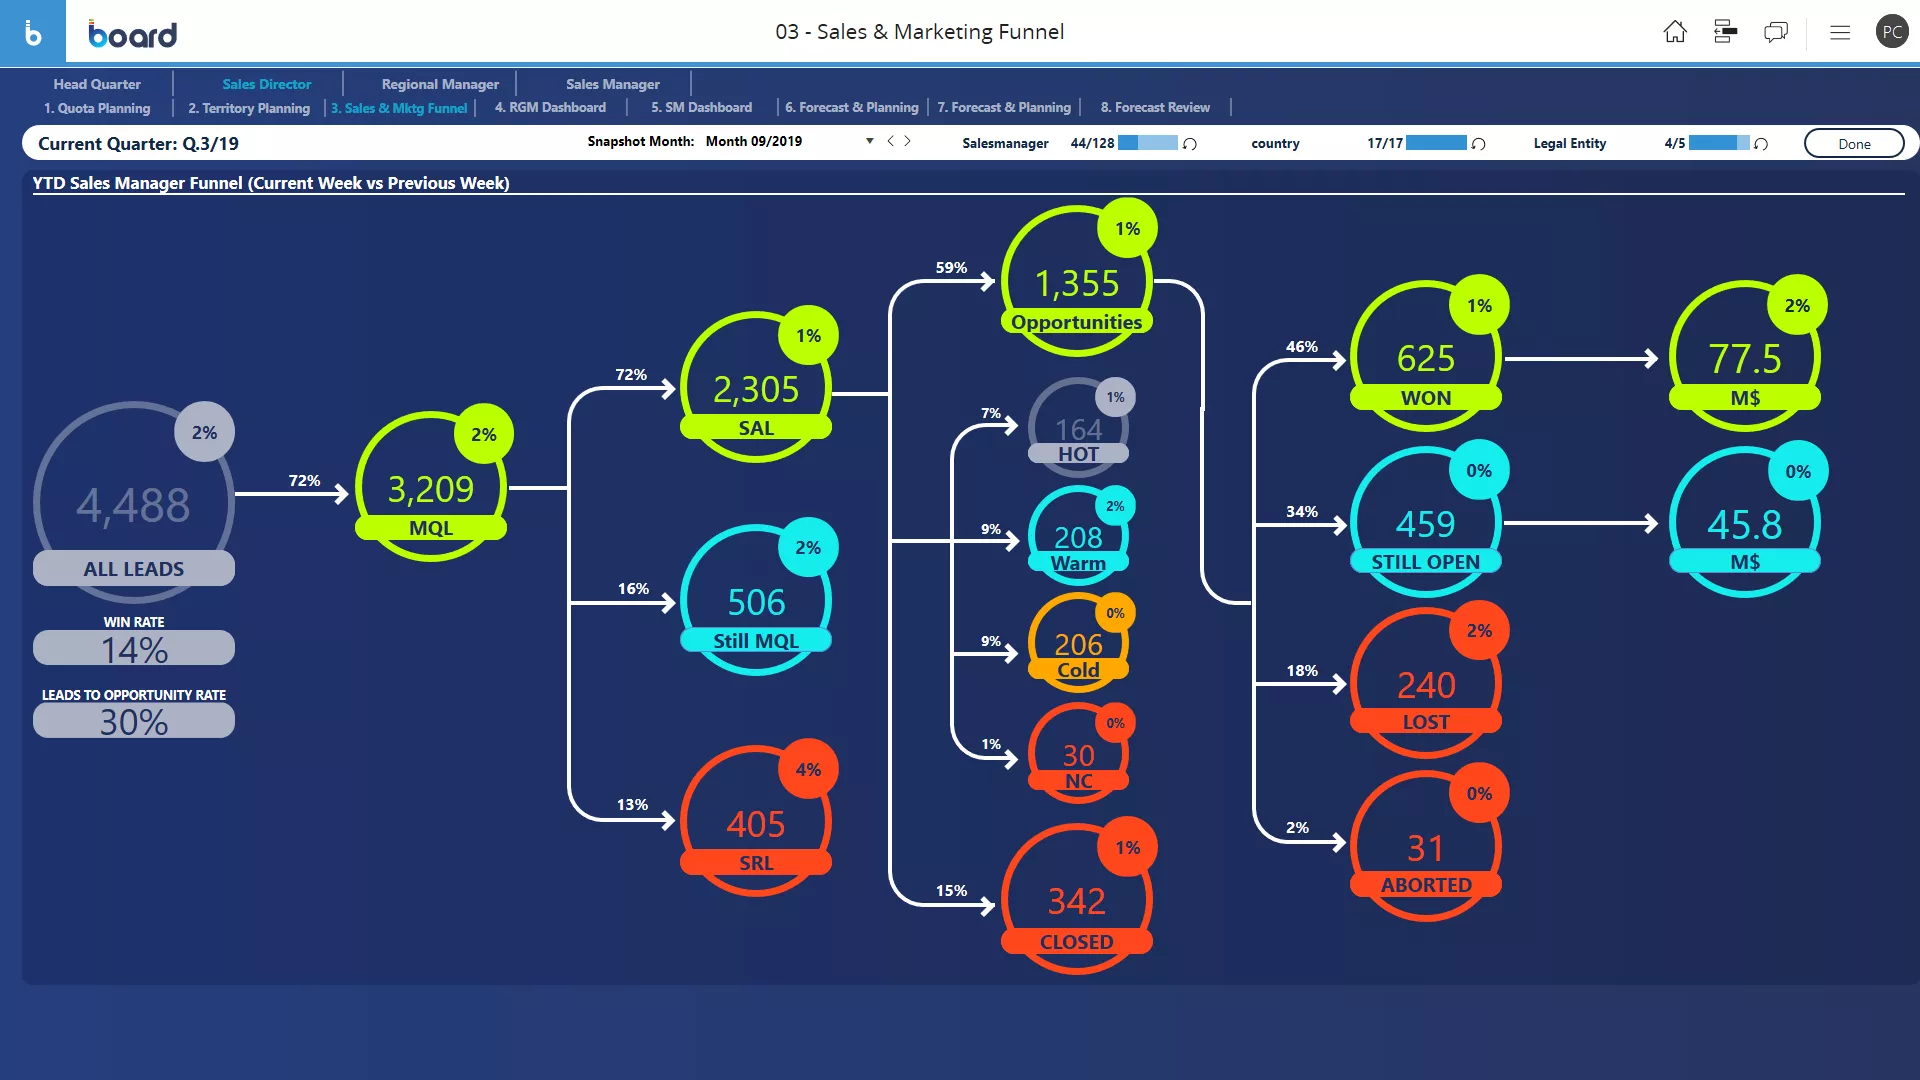 b board
03 - Sales & Marketing Funnel
PC
Head Quarter Sales Director Regional Manager Sales Manager
1. Quota Planning 2. Territory Planning 3. Sales & Mktg Funnel 4. RGM Dashboard 5. SM Dashboard 6. Forecast & Planning 7. Forecast & Planning 8. Forecast Review
Current Quarter: Q.3/19 Snapshot Month: Month 09/2019 Salesmanager 44/128 country 17/17 Legal Entity 4/5 Done
YTD Sales Manager Funnel (Current Week vs Previous Week)
2%
4,488
ALL LEADS
WIN RATE
14%
LEADS TO OPPORTUNITY RATE
30%
72%
2%
3,209
MQL
72%
1%
2,305
SAL
16%
2%
506
Still MQL
13%
4%
405
SRL
59%
1%
1,355
Opportunities
7%
1%
164
HOT
9%
2%
208
Warm
9%
0%
206
Cold
1%
0%
30
NC
15%
1%
342
CLOSED
46%
1%
625
WON
2%
77.5
M$
34%
0%
459
STILL OPEN
0%
45.8
M$
18%
2%
240
LOST
2%
0%
31
ABORTED